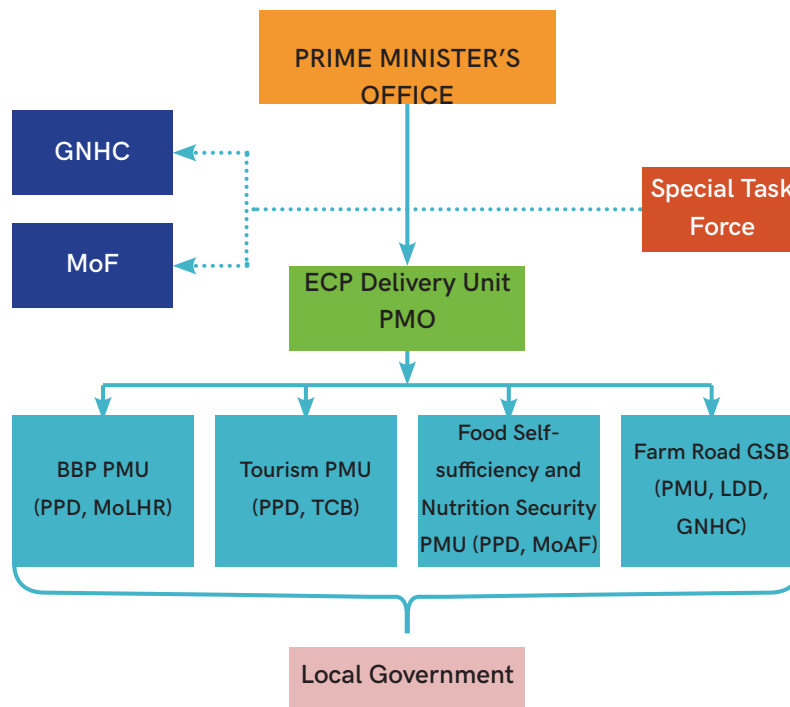 PRIME MINISTER’S
OFFICE
GNHC
Special Task
Force
MoF
ECP Delivery Unit
PMO
BBP PMU
(PPD, MoLHR)
Tourism PMU
(PPD, TCB)
Food Self-
sufficiency and
Nutrition Security
PMU (PPD, MoAF)
Farm Road GSB
(PMU, LDD,
GNHC)
Local Government